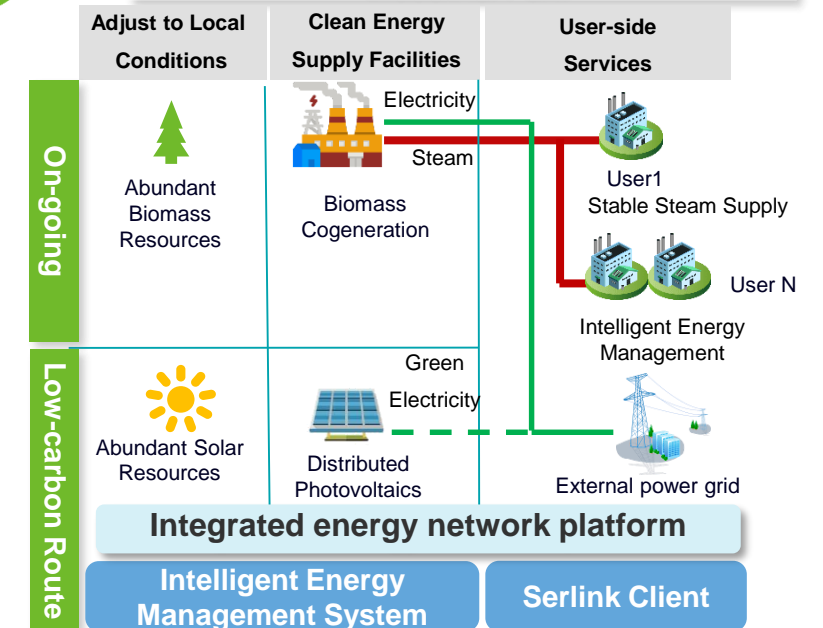 Adjust to Local
Conditions
Clean Energy
Supply Facilities
User-side
Services
On-going
Abundant
Biomass
Resources
Electricity
Steam
Biomass
Cogeneration
User1
Stable Steam Supply
User N
Intelligent Energy
Management
Low-carbon Route
Abundant Solar
Resources
Green
Electricity
Distributed
Photovoltaics
External power grid
Integrated energy network platform
Intelligent Energy
Management System
Serlink Client